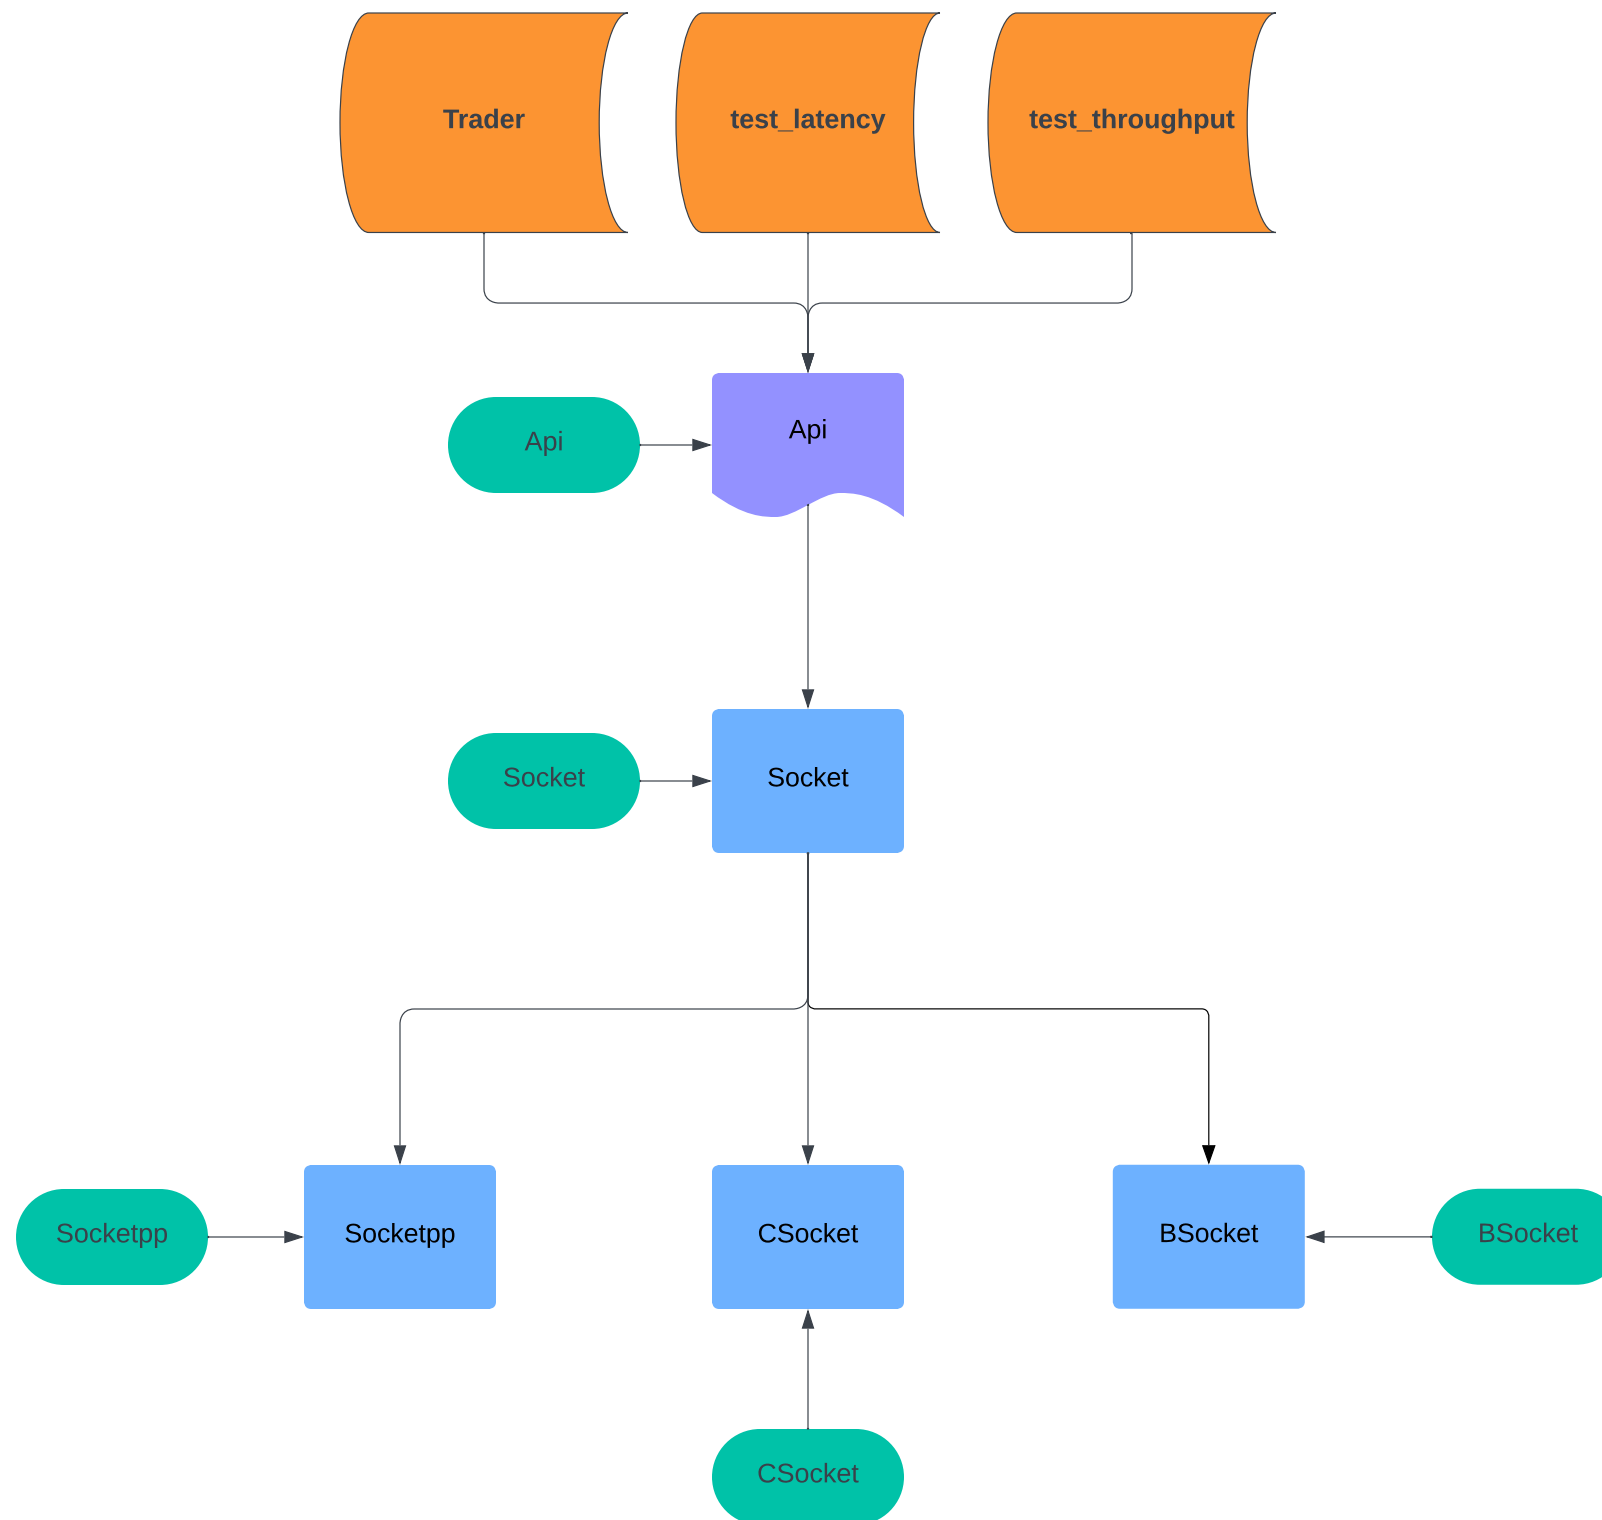 Trader
test_latency
test_throughput
Api
Api
Socket
Socket
Socketpp
Socketpp
CSocket
BSocket
BSocket
CSocket